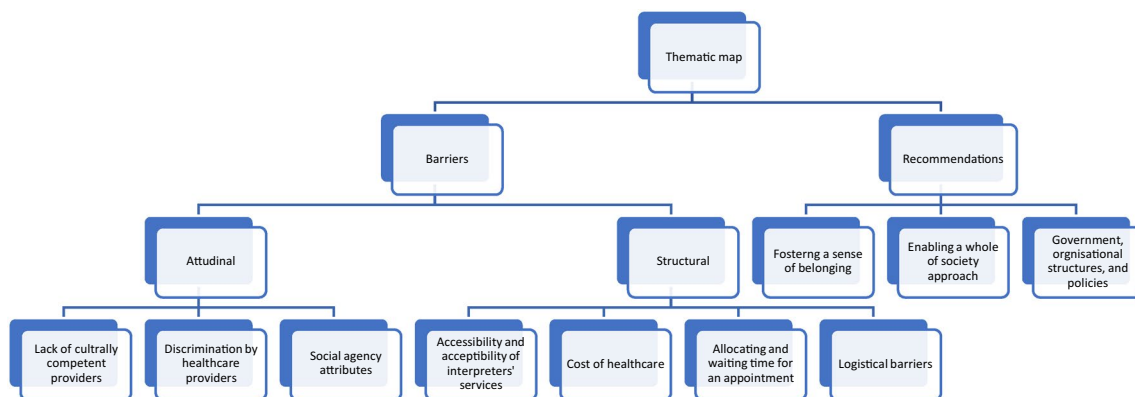 Thematic map
Barriers
Recommendations
Attudinal
Structural
Fosterng a sense
of belonging
Enabling a whole
of society
approach
Government,
orgnisational
structures, and
policies
Lack of cultrally
competent
providers
Discrimination by
healthcare
providers
Social agency
attributes
Accessibility and
acceptibility of
interpreters'
services
Cost of healthcare
Allocating and
waiting time for
an appointment
Logistical barriers